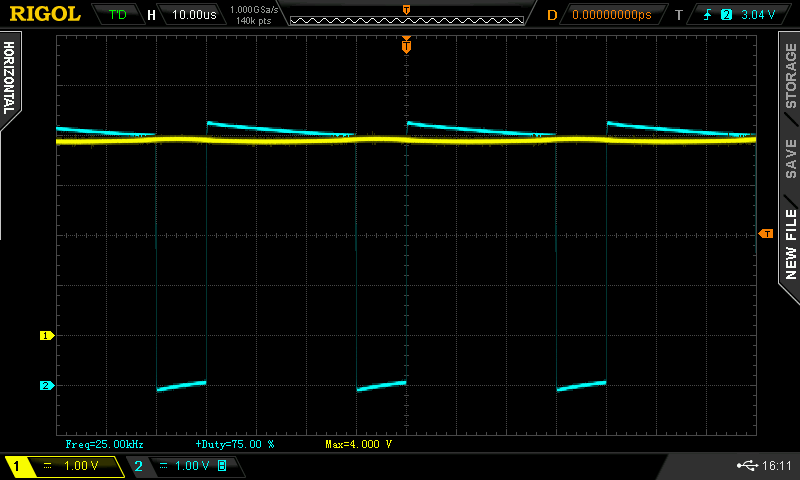 RIGOL T'D H 10.00us 1.000GSa/s 140k pts T D 0.00000000ps T 2 3.04 V
HORIZONTAL
T
STORAGE
SAVE
NEW FILE
T
1
2
Freq=25.00kHz +Duty=75.00 % Max=4.000 V
1 1.00 V 2 1.00 V B 16:11